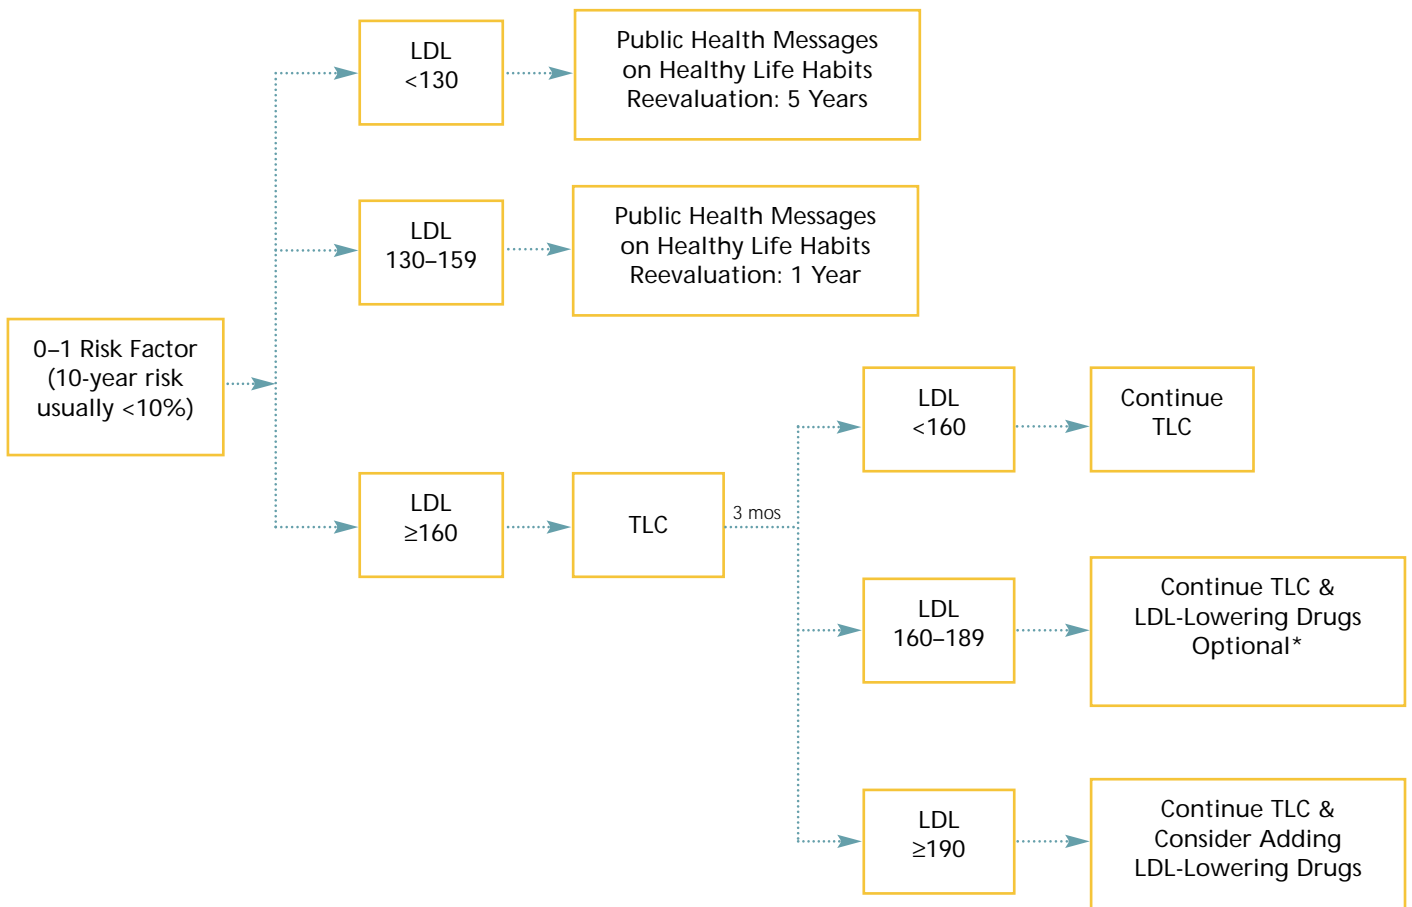 LDL
<130
Public Health Messages
on Healthy Life Habits
Reevaluation: 5 Years
LDL
130–159
Public Health Messages
on Healthy Life Habits
Reevaluation: 1 Year
0–1 Risk Factor
(10-year risk
usually <10%)
LDL
≥160
TLC
3 mos
LDL
<160
Continue
TLC
LDL
160–189
Continue TLC &
LDL-Lowering Drugs
Optional*
LDL
≥190
Continue TLC &
Consider Adding
LDL-Lowering Drugs